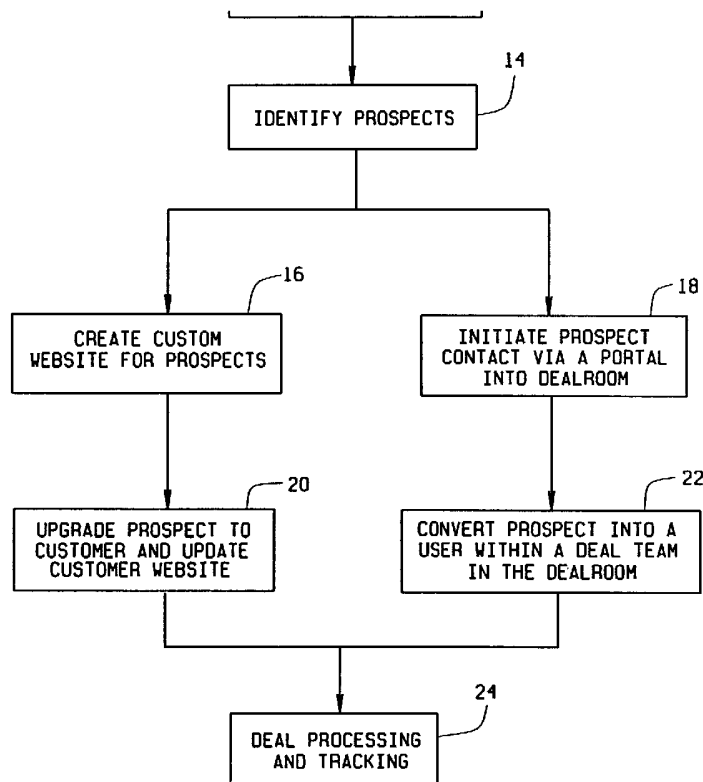 14
IDENTIFY PROSPECTS
16
CREATE CUSTOM
WEBSITE FOR PROSPECTS
18
INITIATE PROSPECT
CONTACT VIA A PORTAL
INTO DEALROOM
20
UPGRADE PROSPECT TO
CUSTOMER AND UPDATE
CUSTOMER WEBSITE
22
CONVERT PROSPECT INTO A
USER WITHIN A DEAL TEAM
IN THE DEALROOM
24
DEAL PROCESSING
AND TRACKING